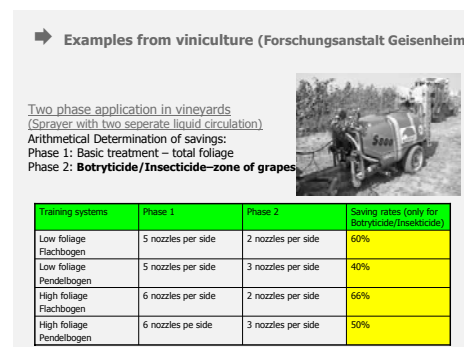 Examples from viniculture (Forschungsanstalt Geisenheim
Two phase application in vineyards
(Sprayer with two seperate liquid circulation)
Arithmetical Determination of savings:
Phase 1: Basic treatment – total foliage
Phase 2: Botryticide/Insecticide–zone of grapes
Training systems Phase 1 Phase 2 Saving rates (only for
Botryticide/Insekticide)
Low foliage 5 nozzles per side 2 nozzles per side 60%
Flachbogen
Low foliage 5 nozzles per side 3 nozzles per side 40%
Pendelbogen
High foliage 6 nozzles per side 2 nozzles per side 66%
Flachbogen
High foliage 6 nozzles pe side 3 nozzles per side 50%
Pendelbogen